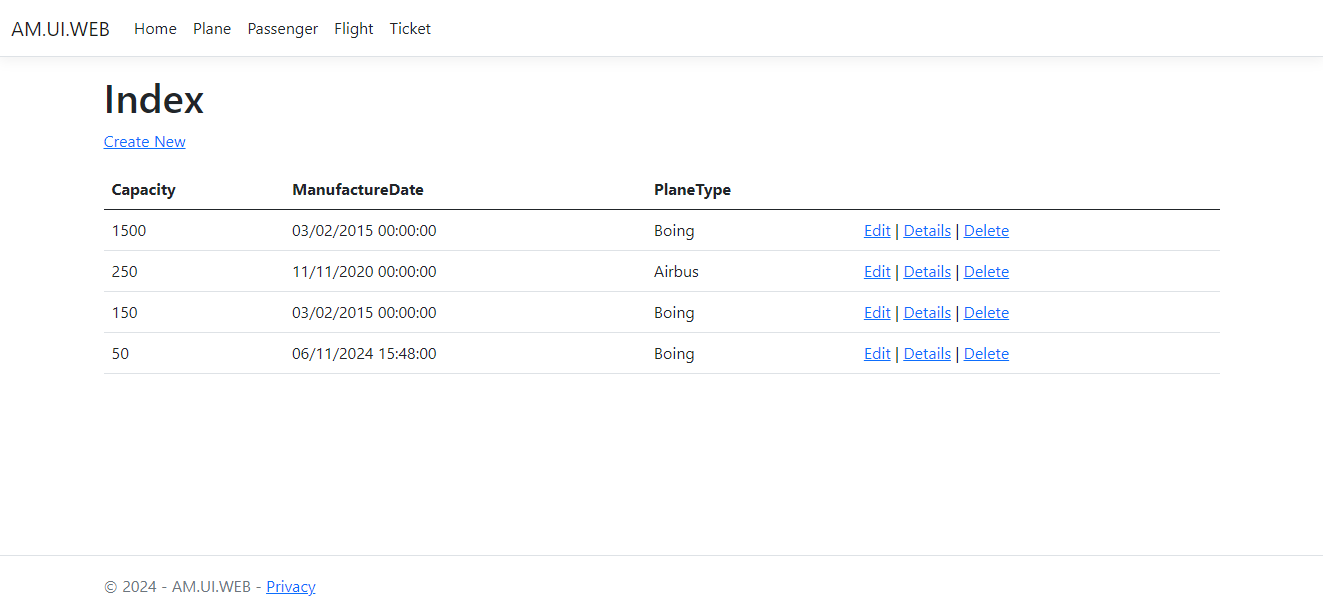 AM.UI.WEB Home Plane Passenger Flight Ticket
Index
Create New
Capacity ManufactureDate PlaneType
1500 03/02/2015 00:00:00 Boing Edit | Details | Delete
250 11/11/2020 00:00:00 Airbus Edit | Details | Delete
150 03/02/2015 00:00:00 Boing Edit | Details | Delete
50 06/11/2024 15:48:00 Boing Edit | Details | Delete
© 2024 - AM.UI.WEB - Privacy